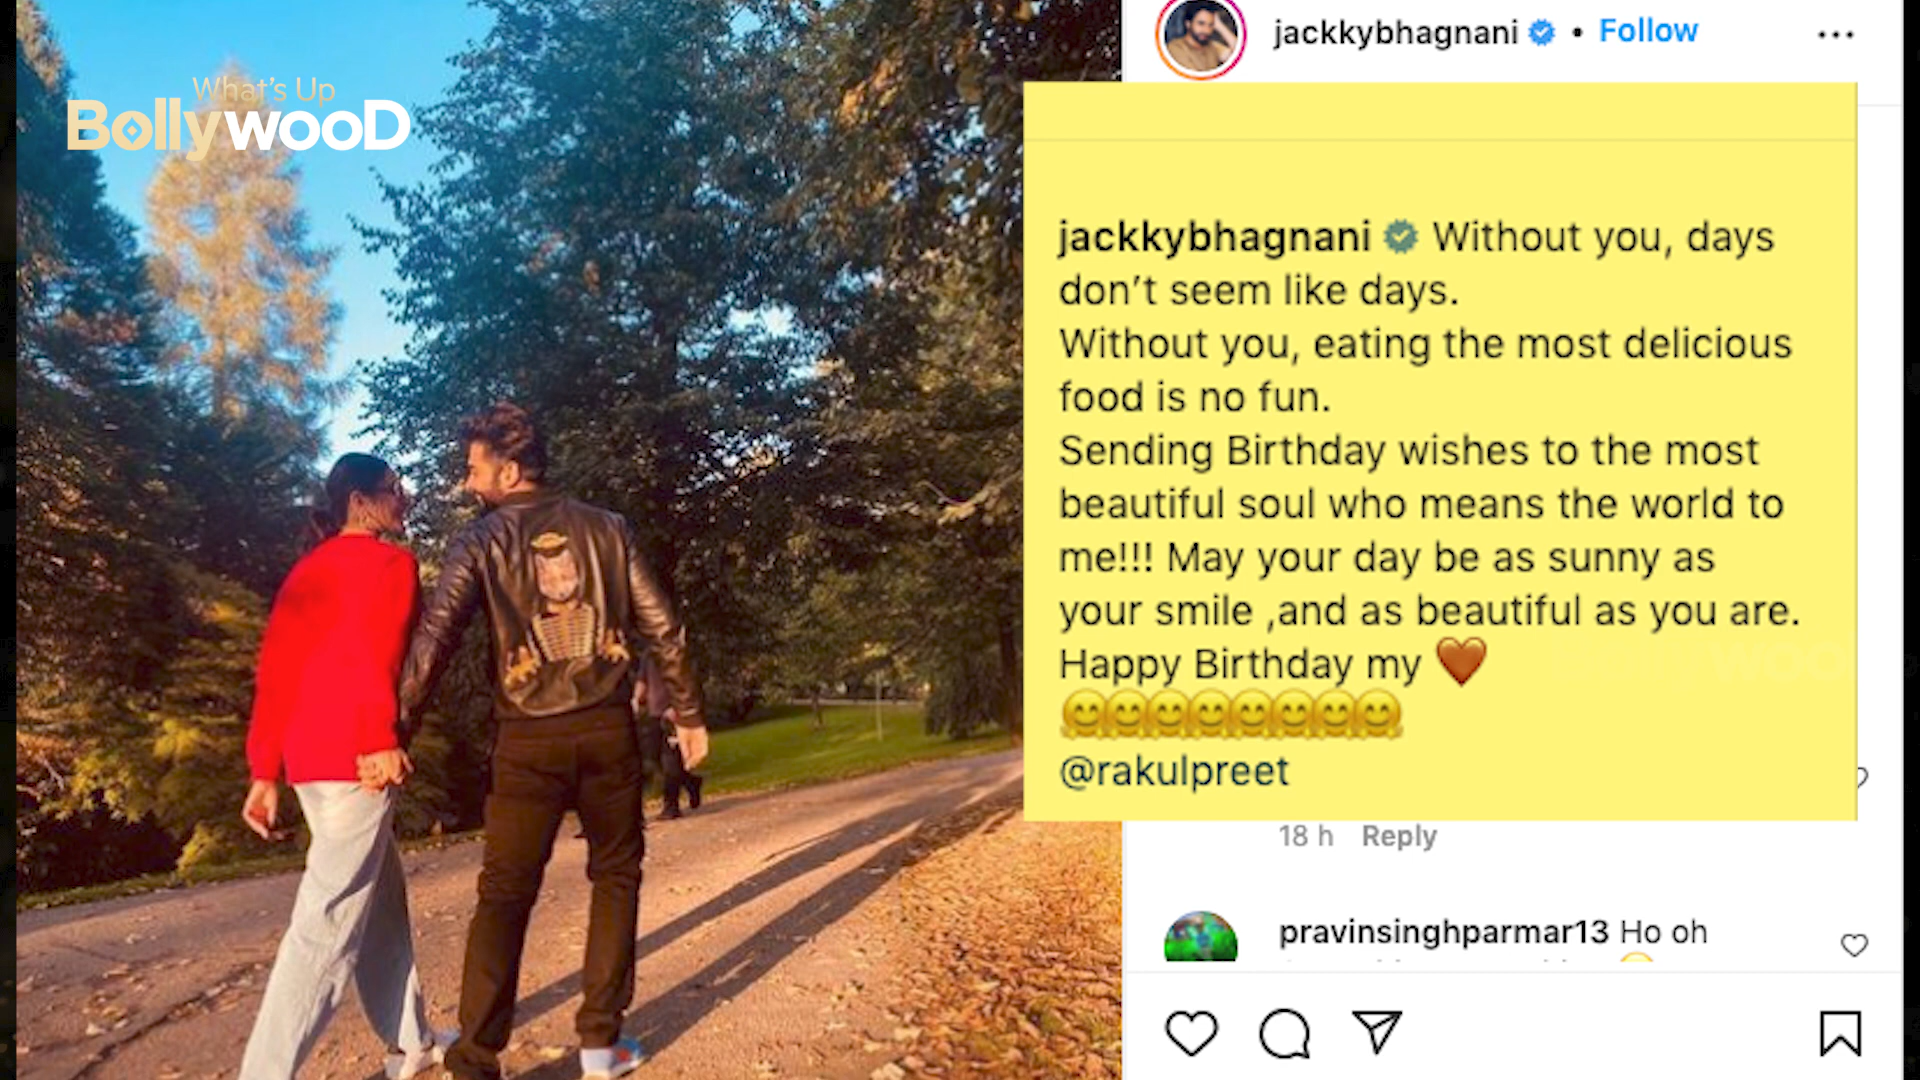 What's Up
BollywooD
jackkybhagnani • Follow
jackkybhagnani Without you, days
don't seem like days.
Without you, eating the most delicious
food is no fun.
Sending Birthday wishes to the most
beautiful soul who means the world to
me!!! May your day be as sunny as
your smile ,and as beautiful as you are.
Happy Birthday my 🤎
🤗🤗🤗🤗🤗🤗🤗🤗
@rakulpreet
18 h Reply
pravinsinghparmar13 Ho oh